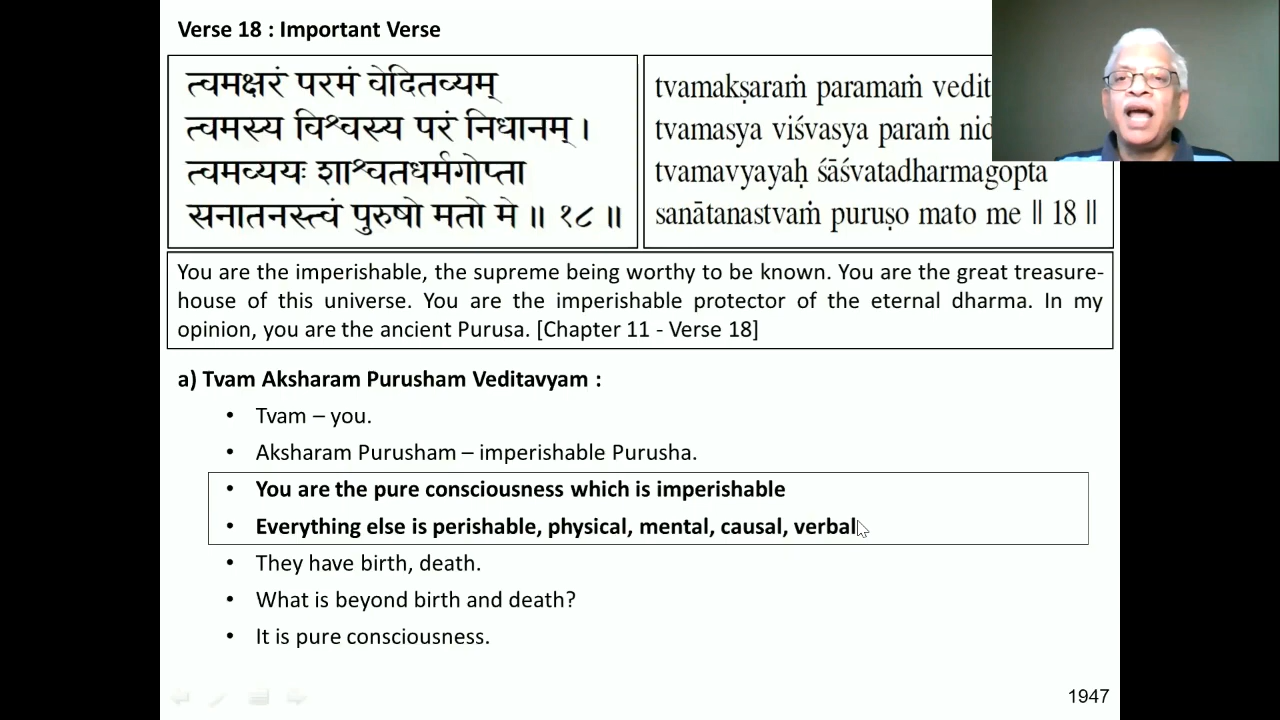 Verse 18 : Important Verse
त्वमक्षरं परमं वेदितव्यम्
त्वमस्य विश्वस्य परं निधानम् ।
त्वमव्ययः शाश्वतधर्मगोप्ता
सनातनस्त्वं पुरुषो मतो मे ॥ १८ ॥
tvamakṣaraṁ paramaṁ vedit
tvamasya viśvasya paraṁ nid
tvamavyayaḥ śāśvatadharmagopta
sanātanastvaṁ puruṣo mato me || 18 ||
You are the imperishable, the supreme being worthy to be known. You are the great treasure-
house of this universe. You are the imperishable protector of the eternal dharma. In my
opinion, you are the ancient Purusa. [Chapter 11 - Verse 18]
a) Tvam Aksharam Purusham Veditavyam :
• Tvam – you.
• Aksharam Purusham – imperishable Purusha.
• You are the pure consciousness which is imperishable
• Everything else is perishable, physical, mental, causal, verbal
• They have birth, death.
• What is beyond birth and death?
• It is pure consciousness.
1947